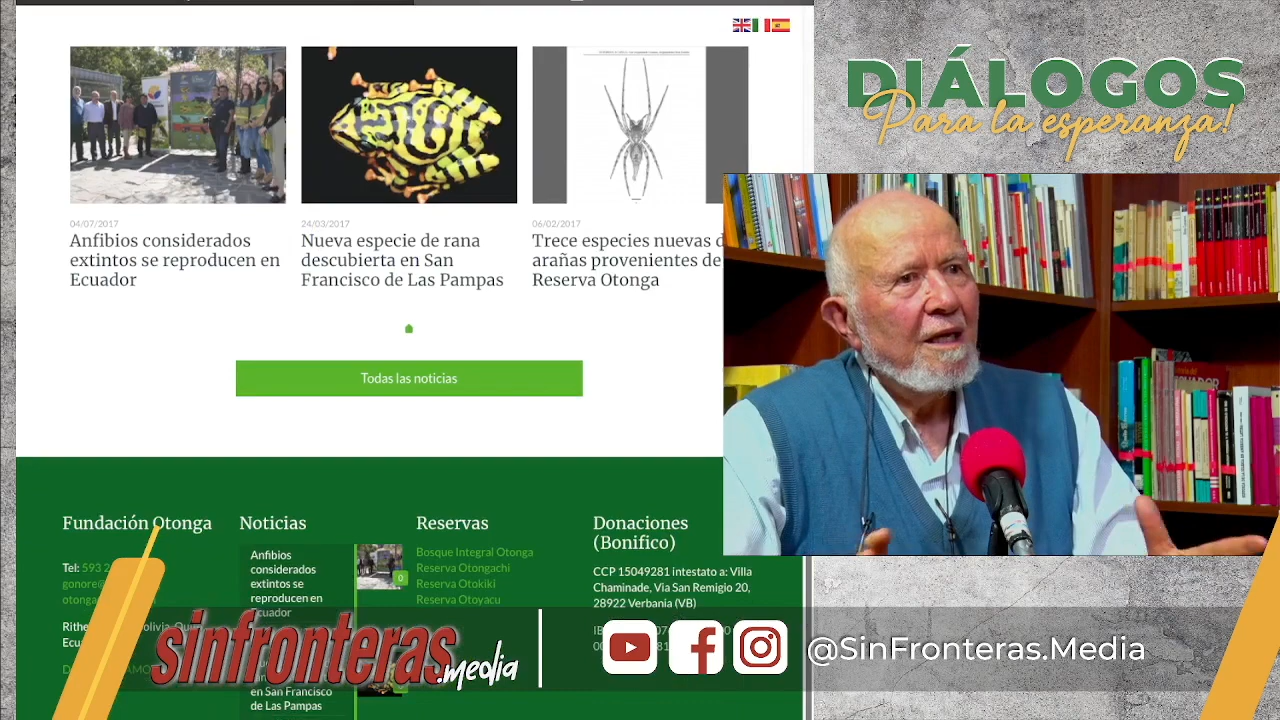 DIÁLOGOS
Para la esperanza!
04/07/2017
Anfibios considerados
extintos se reproducen en
Ecuador
24/03/2017
Nueva especie de rana
descubierta en San
Francisco de Las Pampas
06/02/2017
Trece especies nuevas
arañas provenientes de
Reserva Otonga
Todas las noticias
Fundación Otonga
Tel: 593 2
Noticias
Anfibios
considerados
extintos se
reproducen en
Ecuador
0
en San Francisco
de Las Pampas
Reservas
Bosque Integral Otonga
Reserva Otongachi
Reserva Otokiki
Reserva Otoyacu
Donaciones
(Bonifico)
CCP 15049281 intestato a: Villa
Chaminade, Via San Remigio 20,
28922 Verbania (VB)
sinfronteras
.media
@SinFronteras.Media